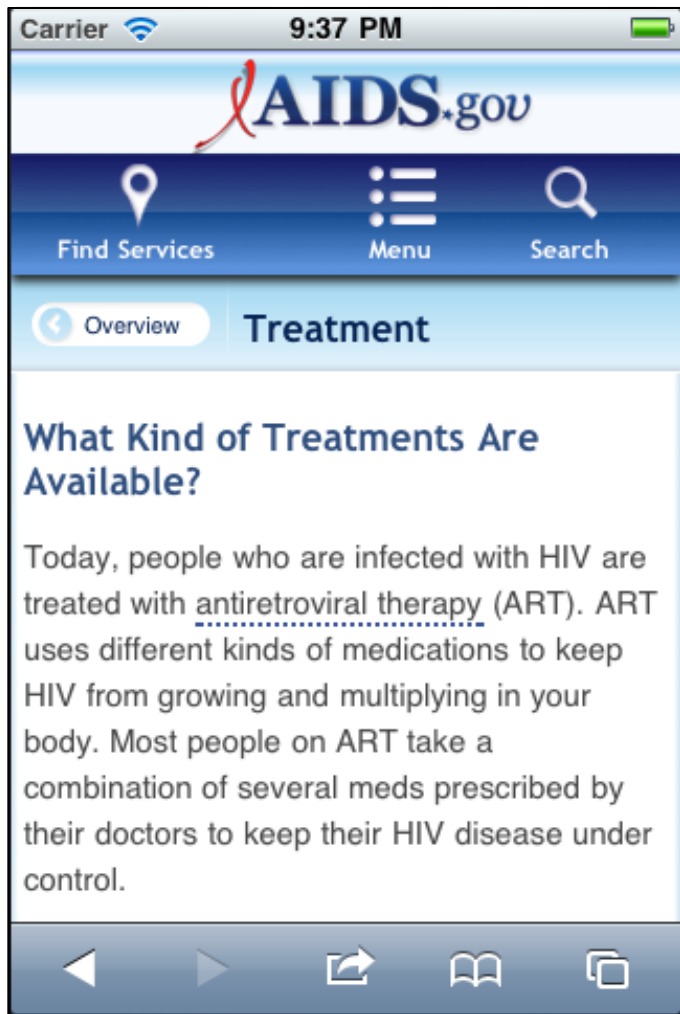 Carrier 9:37 PM
AIDS.gov
Find Services Menu Search
Overview Treatment
What Kind of Treatments Are
Available?
Today, people who are infected with HIV are
treated with antiretroviral therapy (ART). ART
uses different kinds of medications to keep
HIV from growing and multiplying in your
body. Most people on ART take a
combination of several meds prescribed by
their doctors to keep their HIV disease under
control.